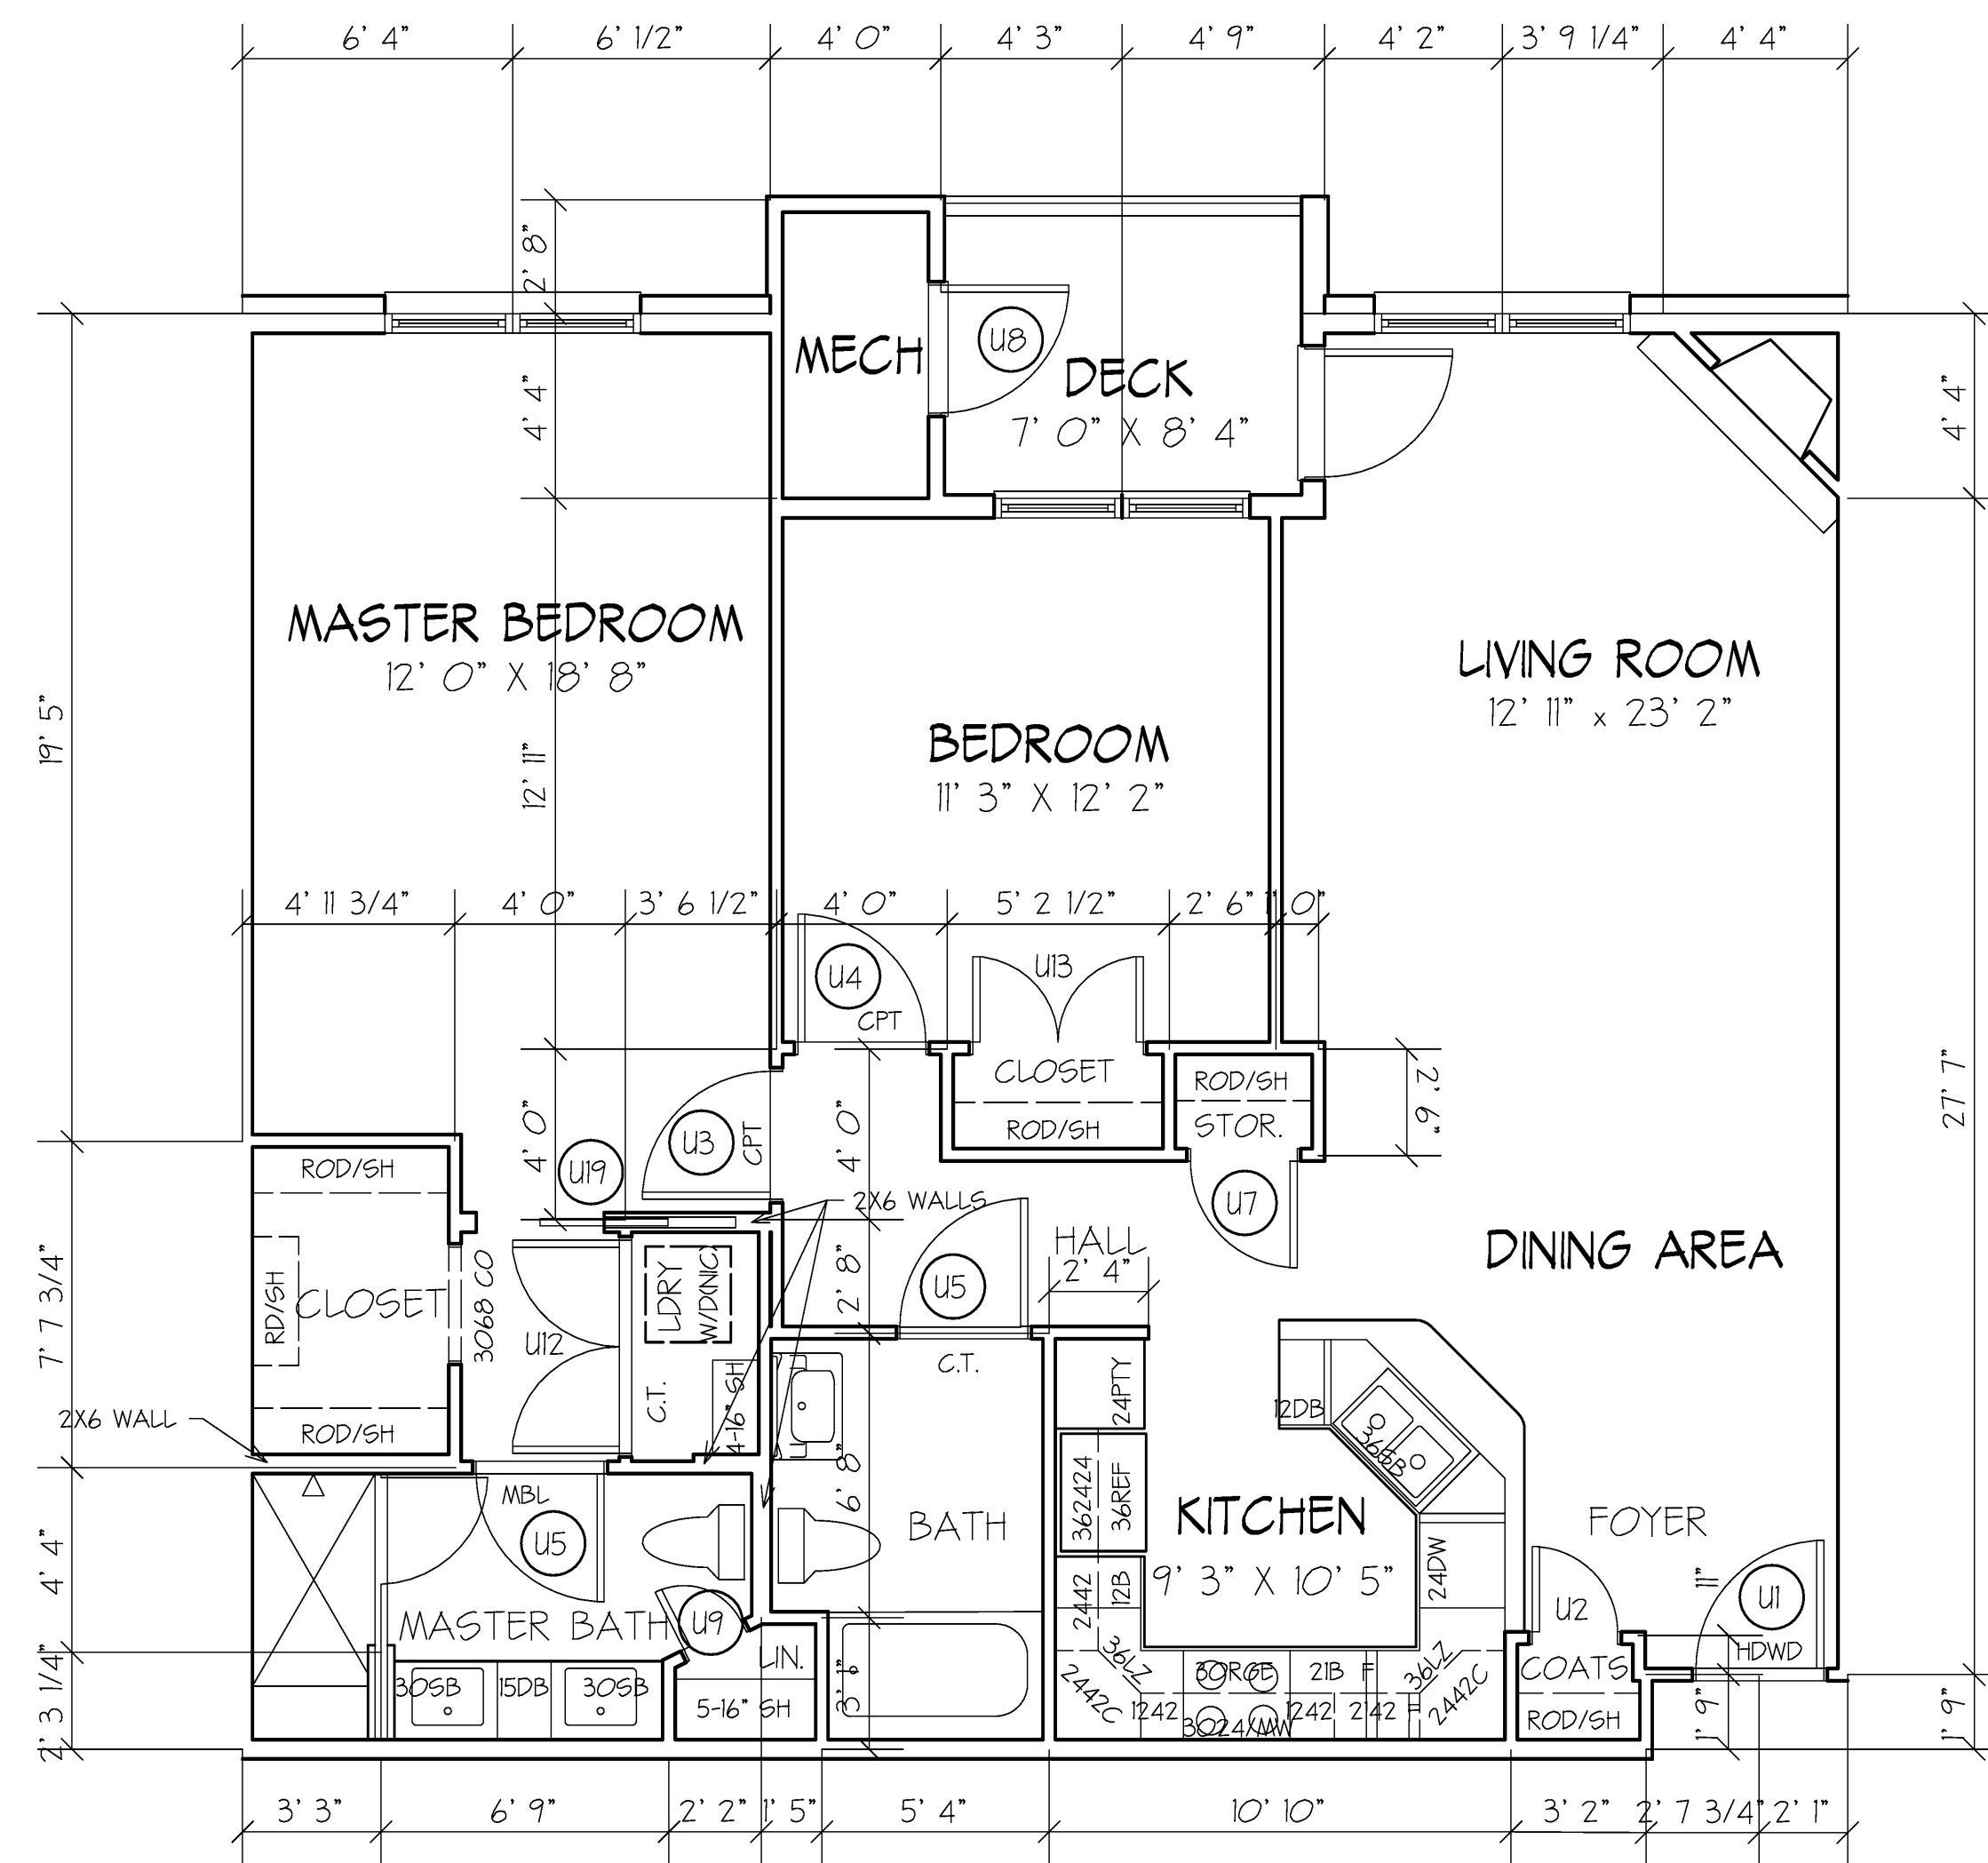 6' 4" 6' 1/2" 4' 0" 4' 3" 4' 9" 4' 2" 3' 9 1/4" 4' 4"
2' 8"
MECH
U8
DECK
7' 0" X 8' 4"
4' 4"
4' 4"
MASTER BEDROOM
12' 0" X 18' 8"
LIVING ROOM
12' 11" x 23' 2"
BEDROOM
11' 3" X 12' 2"
19' 5"
12' 11"
4' 11 3/4" 4' 0" 3' 6 1/2" 4' 0" 5' 2 1/2" 2' 6" 1' 0"
U4
CPT
U13
CLOSET
ROD/SH
ROD/SH
STOR.
2' 6"
27' 7"
4' 0"
U3
CPT
4' 0"
U19
U7
2X6 WALLS
ROD/SH
RD/SH
CLOSET
ROD/SH
3068 CO
U12
LDRY
W/D(NIC)
C.T.
4-16" SH
7' 7 3/4"
2X6 WALL
2' 8"
U5
HALL
2' 4"
DINING AREA
C.T.
24PTY
12DB
36SB
362424
36REF
6' 8"
BATH
KITCHEN
9' 3" X 10' 5"
24DW
FOYER
MBL
U5
4' 4"
MASTER BATH
U9
2442
12B
U2
11"
U1
HDWD
LIN.
5-16" SH
30SB 15DB 30SB
3' 1"
36LZ
2442C
30RGE
21B F
36LZ
2442C
1242
3024/MW
1242
2142 F
COATS
ROD/SH
2' 3 1/4"
1' 9"
1' 9"
3' 3" 6' 9" 2' 2" 1' 5" 5' 4" 10' 10" 3' 2" 2' 7 3/4" 2' 1"